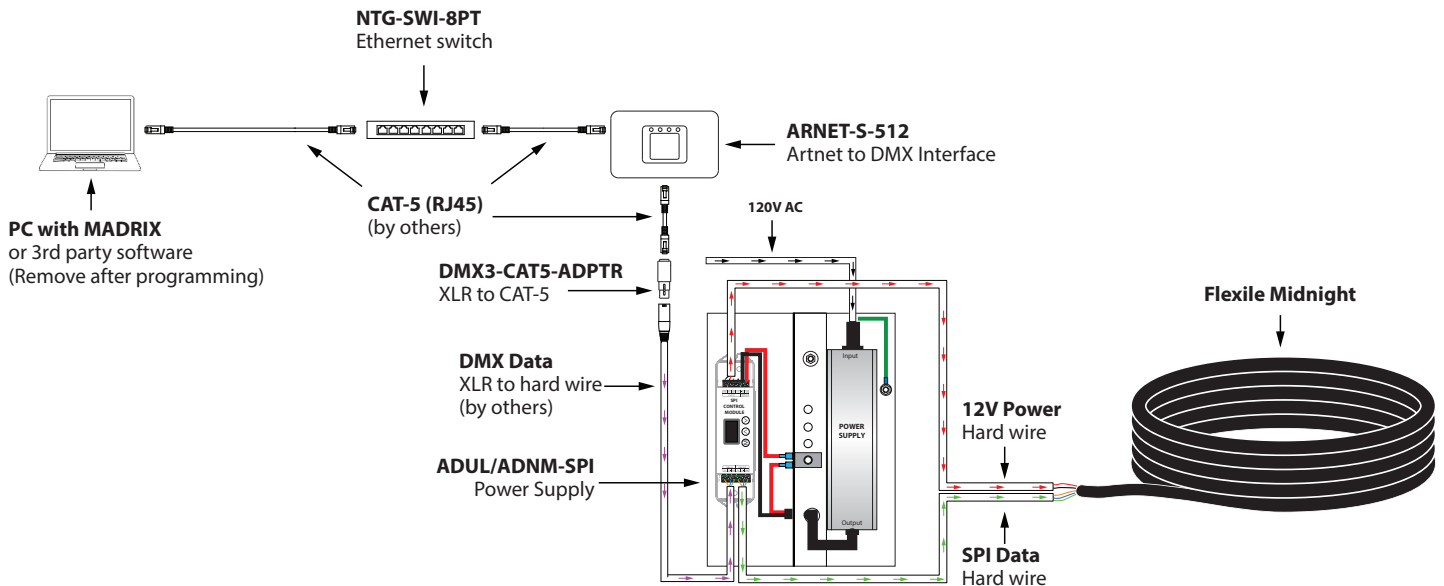 NTG-SWI-8PT
Ethernet switch
ARNET-S-512
Artnet to DMX Interface
CAT-5 (RJ45)
(by others)
PC with MADRIX
or 3rd party software
(Remove after programming)
120V AC
DMX3-CAT5-ADPTR
XLR to CAT-5
Flexile Midnight
DMX Data
XLR to hard wire
(by others)
Input
SPI
CONTROL
MODULE
POWER
SUPPLY
12V Power
Hard wire
ADUL/ADNM-SPI
Power Supply
Output
SPI Data
Hard wire